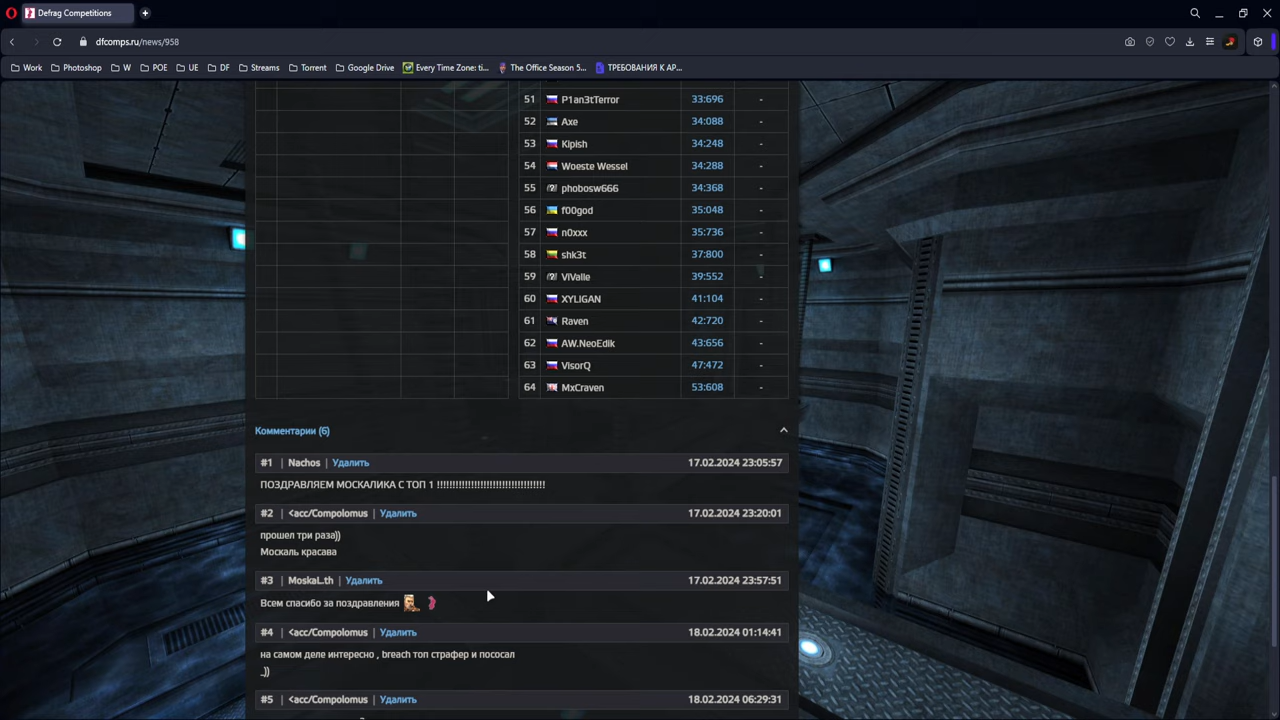 Defrag Competitions
dfcomps.ru/news/958
Work Photoshop W POE UE DF Streams Torrent Google Drive Every Time Zone: ti... The Office Season 5... ТРЕБОВАНИЯ К АР...
51 P1an3tTerror 33:696 -
52 Axe 34:088 -
53 Kipish 34:248 -
54 Woeste Wessel 34:288 -
55 phobosw666 34:368 -
56 f00god 35:048 -
57 n0xxx 35:736 -
58 shk3t 37:800 -
59 ViValle 39:552 -
60 XYLIGAN 41:104 -
61 Raven 42:720 -
62 AW.NeoEdik 43:656 -
63 VisorQ 47:472 -
64 MxCraven 53:608 -
Комментарии (6)
#1 | Nachos | Удалить 17.02.2024 23:05:57
ПОЗДРАВЛЯЕМ МОСКАЛИКА С ТОП 1 !!!!!!!!!!!!!!!!!!!!!!!!!!!!!!!!!!
#2 | <acc/Compolomus | Удалить 17.02.2024 23:20:01
прошел три раза))
Москаль красава
#3 | MoskaL.th | Удалить 17.02.2024 23:57:51
Всем спасибо за поздравления
#4 | <acc/Compolomus | Удалить 18.02.2024 01:14:41
на самом деле интересно , breach топ страфер и пососал
_))
#5 | <acc/Compolomus | Удалить 18.02.2024 06:29:31